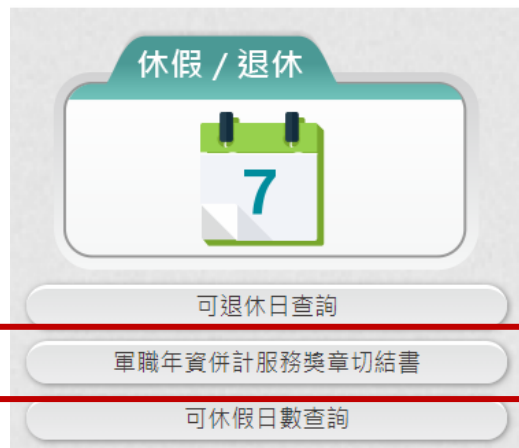 休假 / 退休
7
可退休日查詢
軍職年資併計服務獎章切結書
可休假日數查詢